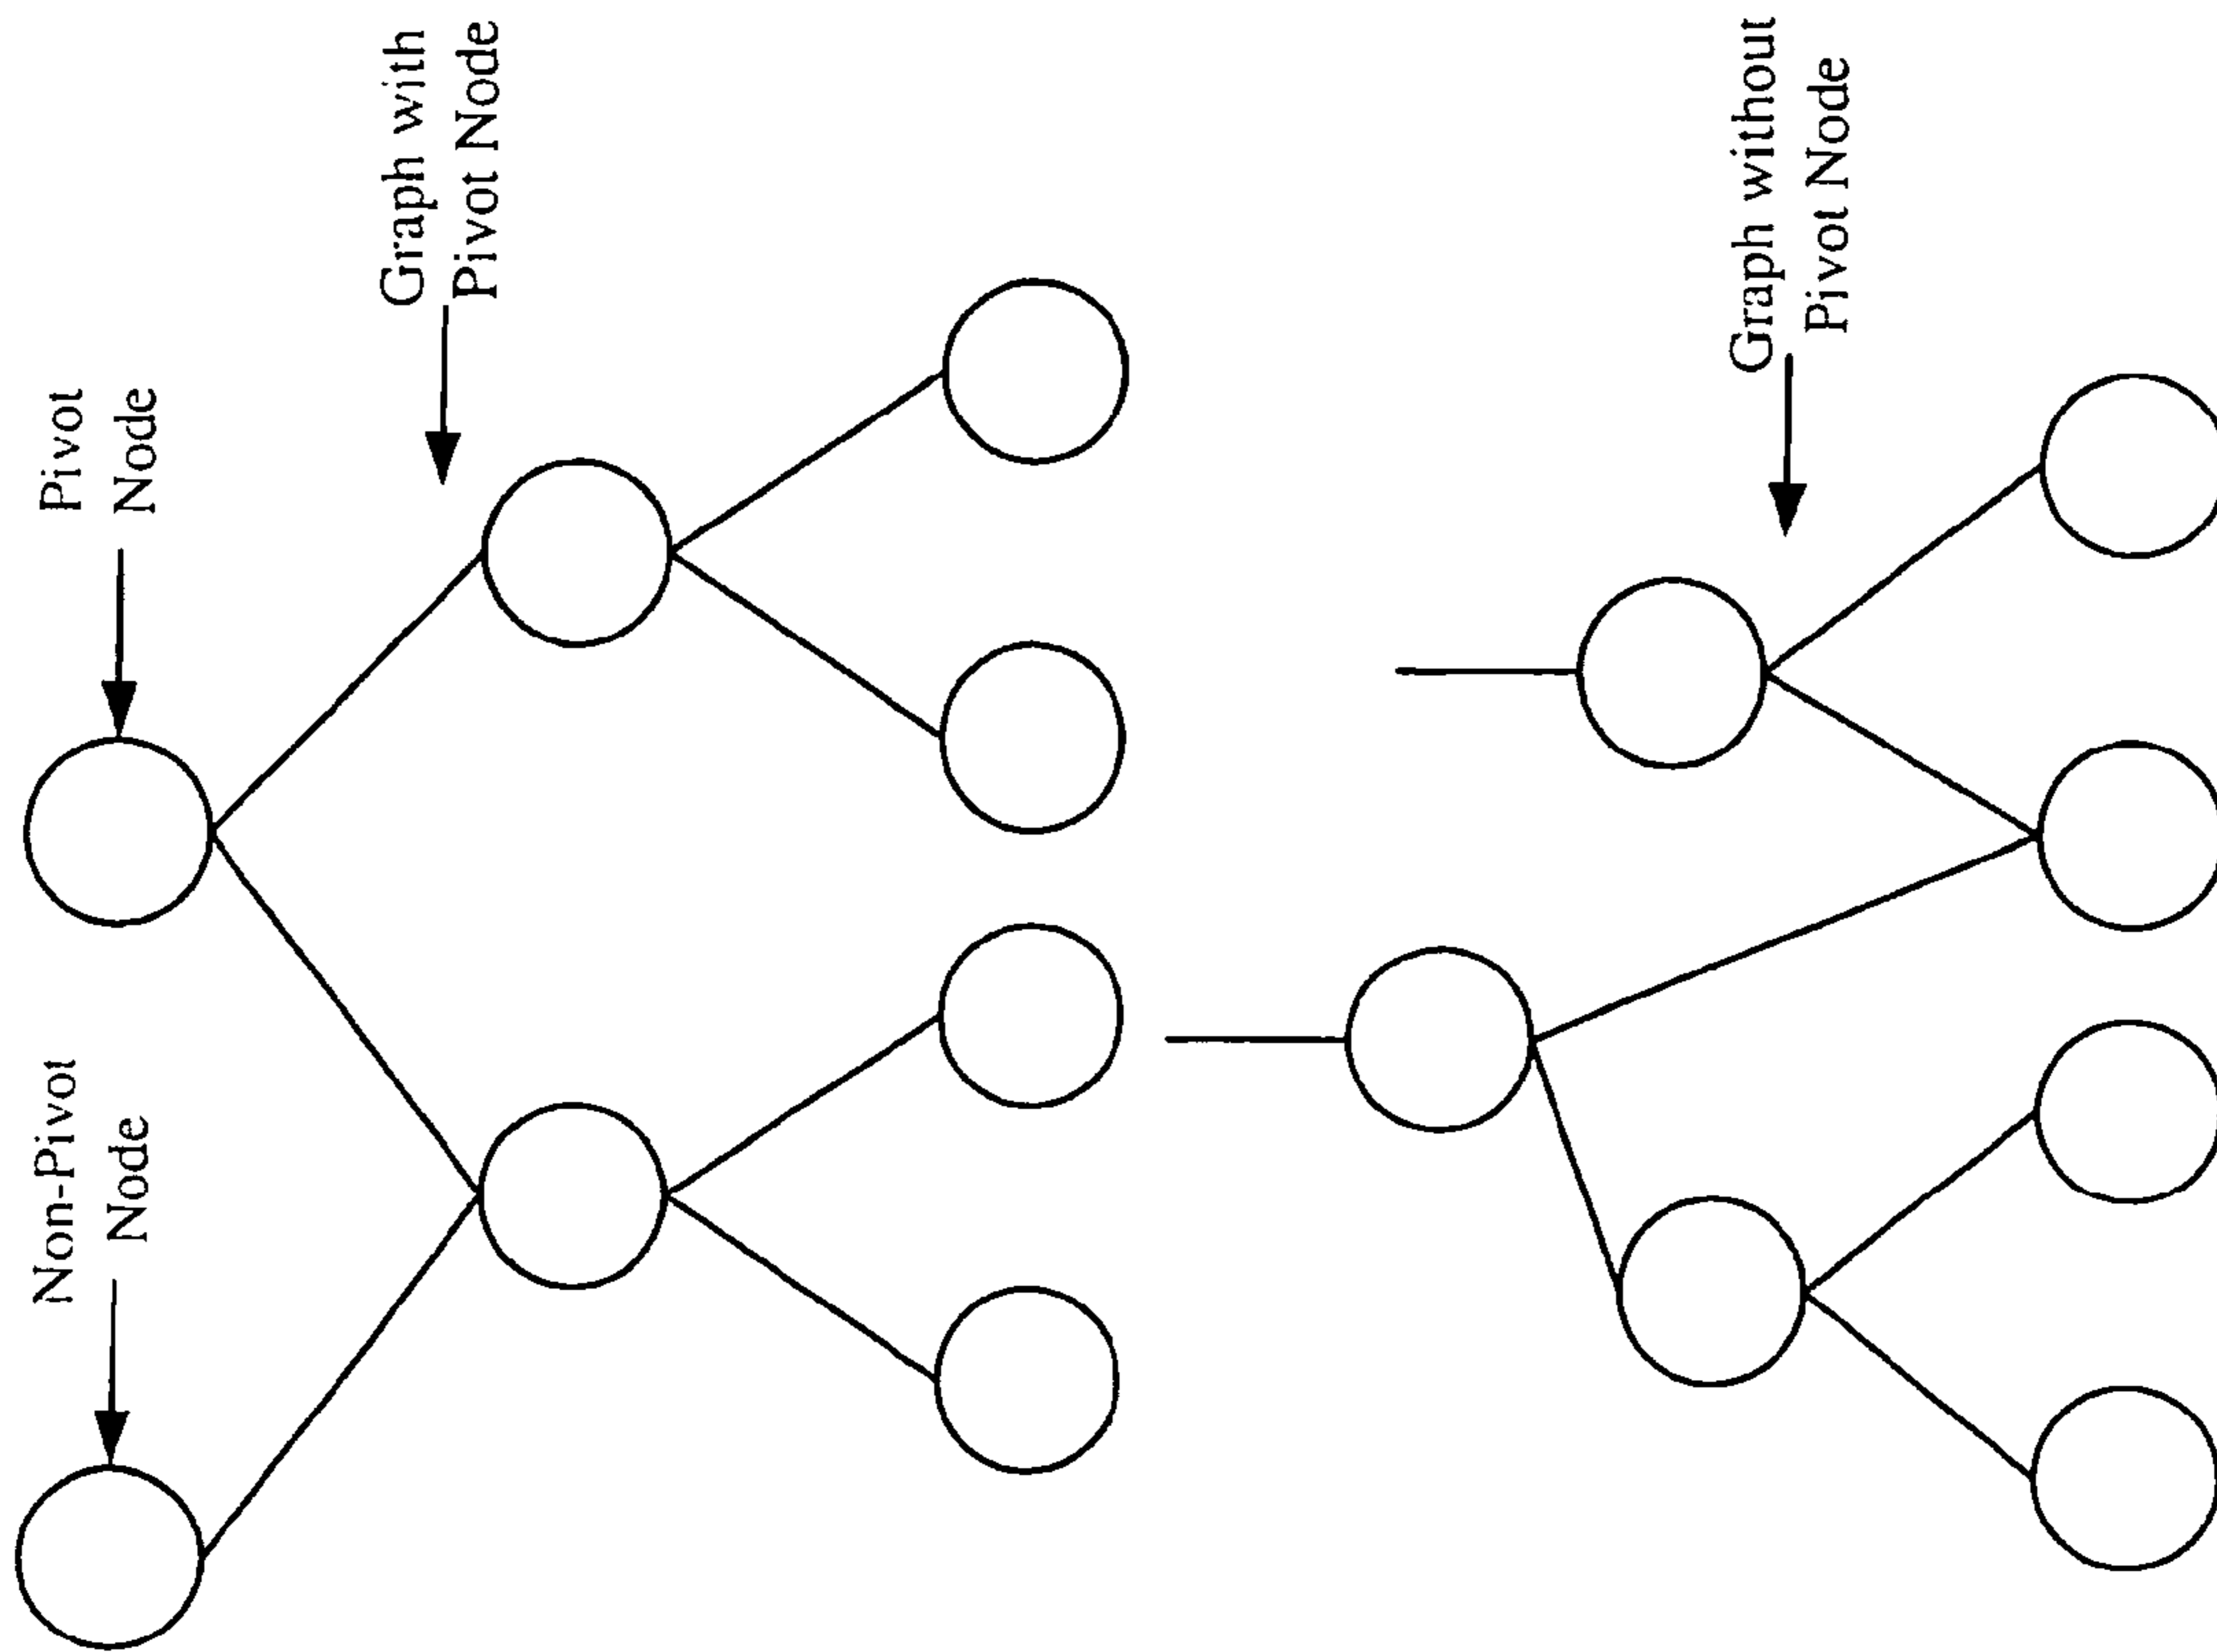 Non-Pivot
Node
Pivot
Node
Graph with
Pivot Node
Graph without
Pivot Node